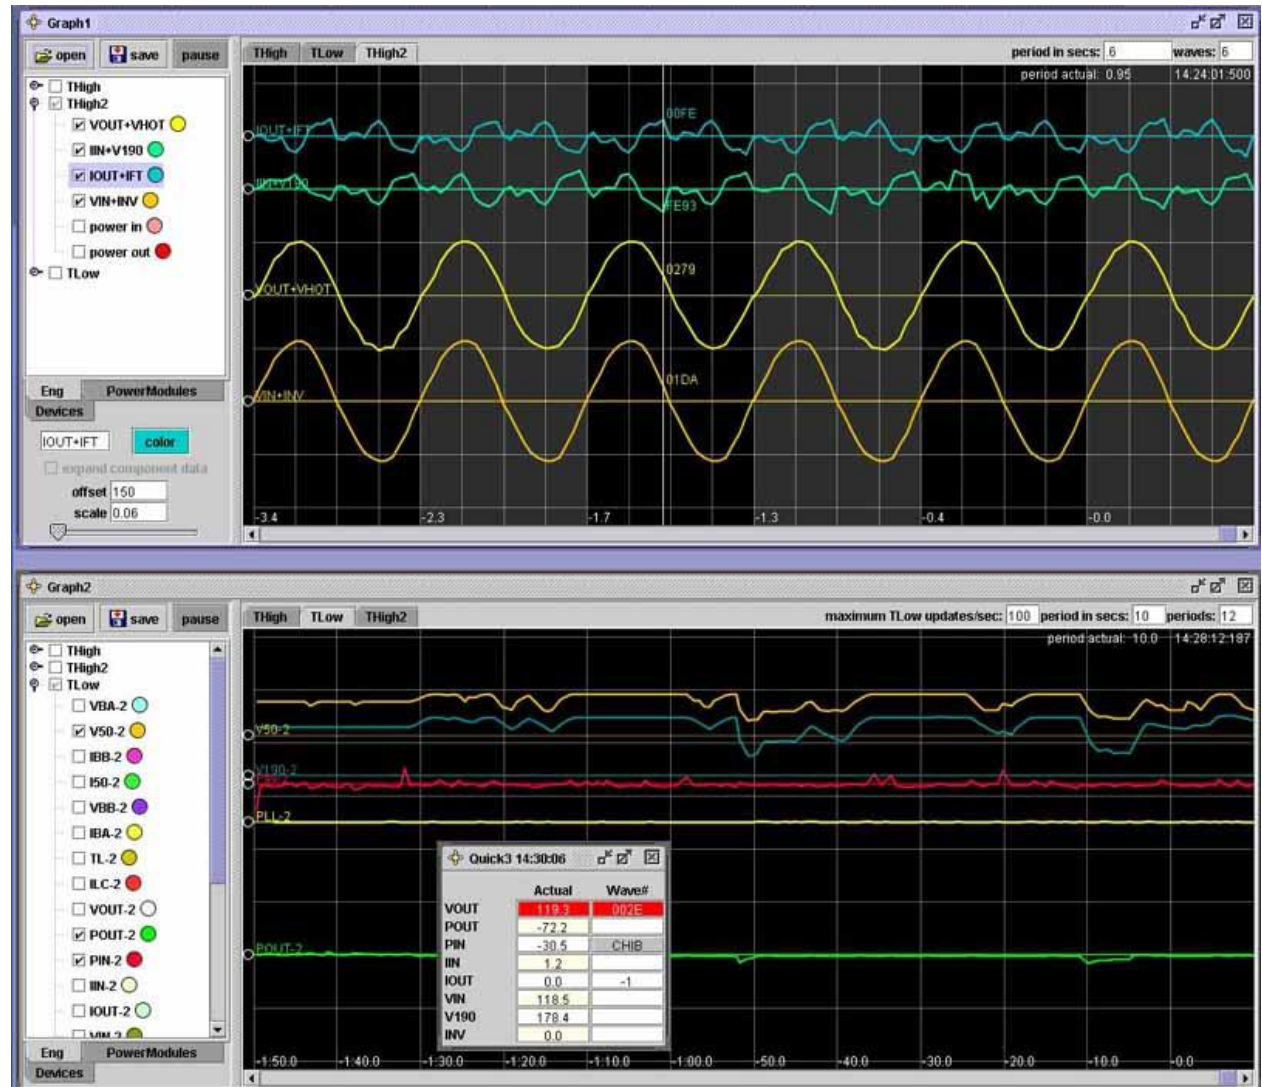 Graph1
open save pause THigh TLow THigh2 period in secs: .6 waves: 6
period actual: 0.95 14:24:01:500
THigh
THigh2
VOUT+VHOT
IIN+V190
IOUT+IFT
VIN+INV
power in
power out
TLow
IOUT+IFT 00FE
IIN+V190 FE93
VOUT+VHOT 0279
VIN+INV 01DA
-3.4 -2.3 -1.7 -1.3 -0.4 -0.0
Eng PowerModules
Devices
IOUT+IFT color
expand component data
offset 150
scale 0.06
Graph2
open save pause THigh TLow THigh2 maximum TLow updates/sec: 100 period in secs: 10 periods: 12
period actual: 10.0 14:28:12:187
THigh
THigh2
TLow
VBA-2
V50-2
IBB-2
I50-2
VBB-2
IBA-2
TL-2
ILC-2
VOUT-2
POUT-2
PIN-2
IIN-2
IOUT-2
VIN-2
V50-2
V190-2
PLL-2
POUT-2
Quick3 14:30:06
Actual Wave#
VOUT 119.3 002E
POUT -72.2
PIN -30.5 CHIB
IIN 1.2
IOUT 0.0 -1
VIN 118.5
V190 178.4
INV 0.0
-1:50.0 -1:40.0 -1:30.0 -1:20.0 -1:10.0 -1:00.0 -50.0 -40.0 -30.0 -20.0 -10.0 -0.0
Eng PowerModules
Devices